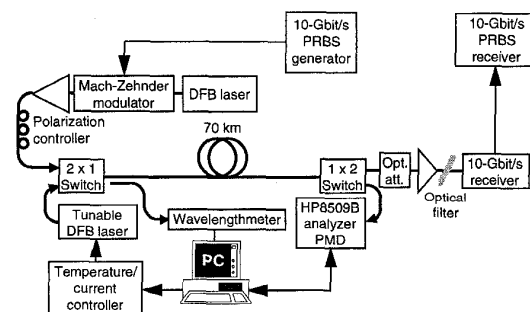 10-Gbit/s
PRBS
generator
10-Gbit/s
PRBS
receiver
Mach-Zehnder
modulator
DFB laser
Polarization
controller
70 km
2 x 1
Switch
1 x 2
Switch
Opt.
att.
10-Gbit/s
receiver
Optical
filter
Tunable
DFB laser
Wavelengthmeter
HP8509B
analyzer
PMD
PC
Temperature/
current
controller